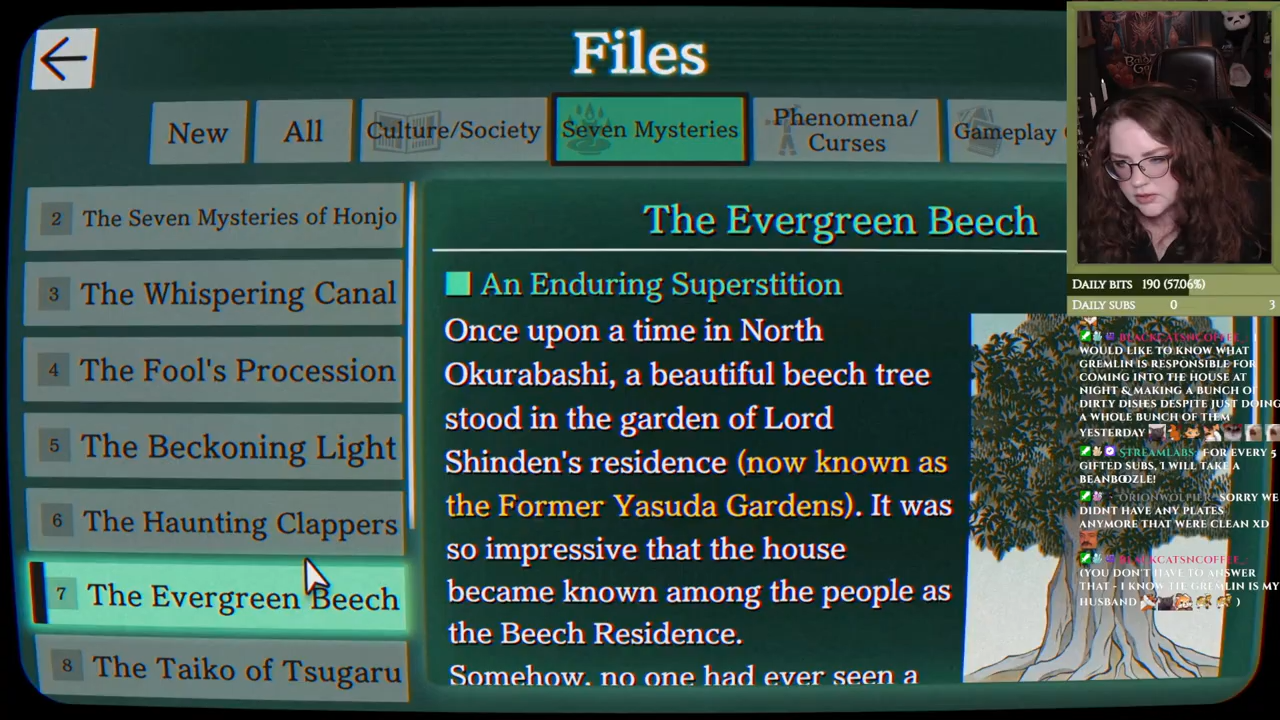 Files
New
All
Culture/Society
Seven Mysteries
Phenomena/
Curses
Gameplay
2 The Seven Mysteries of Honjo
3 The Whispering Canal
4 The Fool's Procession
5 The Beckoning Light
6 The Haunting Clappers
7 The Evergreen Beech
8 The Taiko of Tsugaru
The Evergreen Beech
An Enduring Superstition
Once upon a time in North
Okurabashi, a beautiful beech tree
stood in the garden of Lord
Shinden's residence (now known as
the Former Yasuda Gardens). It was
so impressive that the house
became known among the people as
the Beech Residence.
Somehow, no one had ever seen a
DAILY BITS 190 (57.06%)
DAILY SUBS 0 3
BLACKCATSNCOFFEE_ I
WOULD LIKE TO KNOW WHAT
GREMLIN IS RESPONSIBLE FOR
COMING INTO THE HOUSE AT
NIGHT & MAKING A BUNCH OF
DIRTY DISHES DESPITE JUST DOING
A WHOLE BUNCH OF THEM
YESTERDAY
STREAMLABS: FOR EVERY 5
GIFTED SUBS, I WILL TAKE A
BEANBOOZLE!
SORRY WE
DIDNT HAVE ANY PLATES
ANYMORE THAT WERE CLEAN XD
BLACKCATSNCOFFEE_:
(YOU DON'T HAVE TO ANSWER
THAT - I KNOW THE GREMLIN IS MY
HUSBAND )